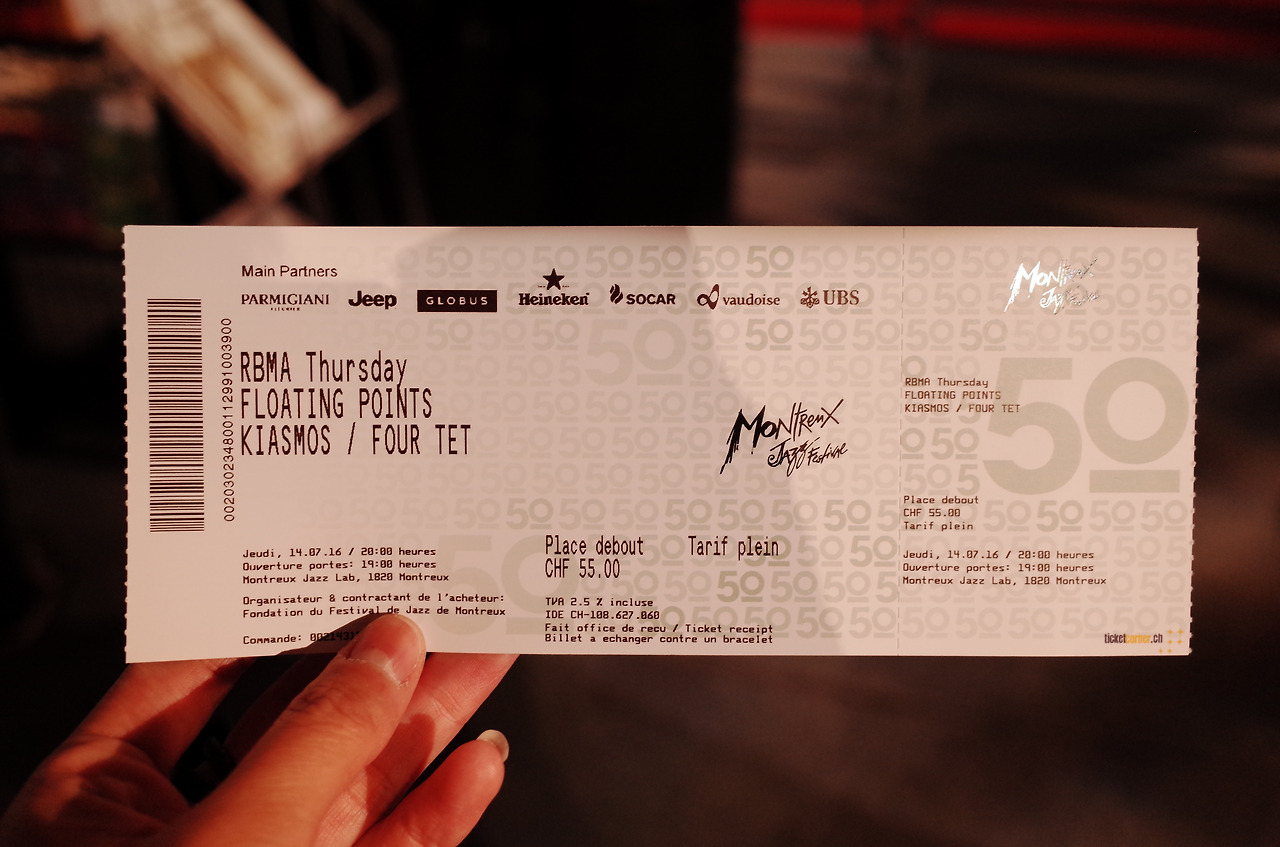 Main Partners
PARMIGIANI
FLEURIER
Jeep
GLOBUS
Heineken
SOCAR
vaudoise
UBS
RBMA Thursday
FLOATING POINTS
KIASMOS / FOUR TET
Montreux
Jazz Festival
Place debout Tarif plein
CHF 55.00
Jeudi, 14.07.16 / 20:00 heures
Ouverture portes: 19:00 heures
Montreux Jazz Lab, 1820 Montreux
Organisateur & contractant de l'acheteur:
Fondation du Festival de Jazz de Montreux
Commande:
TVA 2.5 % incluse
IDE CH-108.627.060
Fait office de recu / Ticket receipt
Billet a echanger contre un bracelet
Montreux
Jazz
50
RBMA Thursday
FLOATING POINTS
KIASMOS / FOUR TET
Place debout
CHF 55.00
Tarif plein
Jeudi, 14.07.16 / 20:00 heures
Ouverture portes: 19:00 heures
Montreux Jazz Lab, 1820 Montreux
ticketcorner.ch